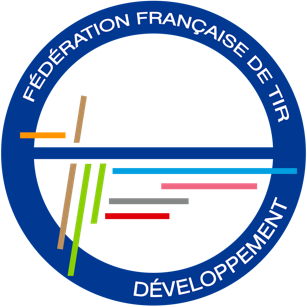 FÉDÉRATION FRANÇAISE DE TIR
DÉVELOPPEMENT